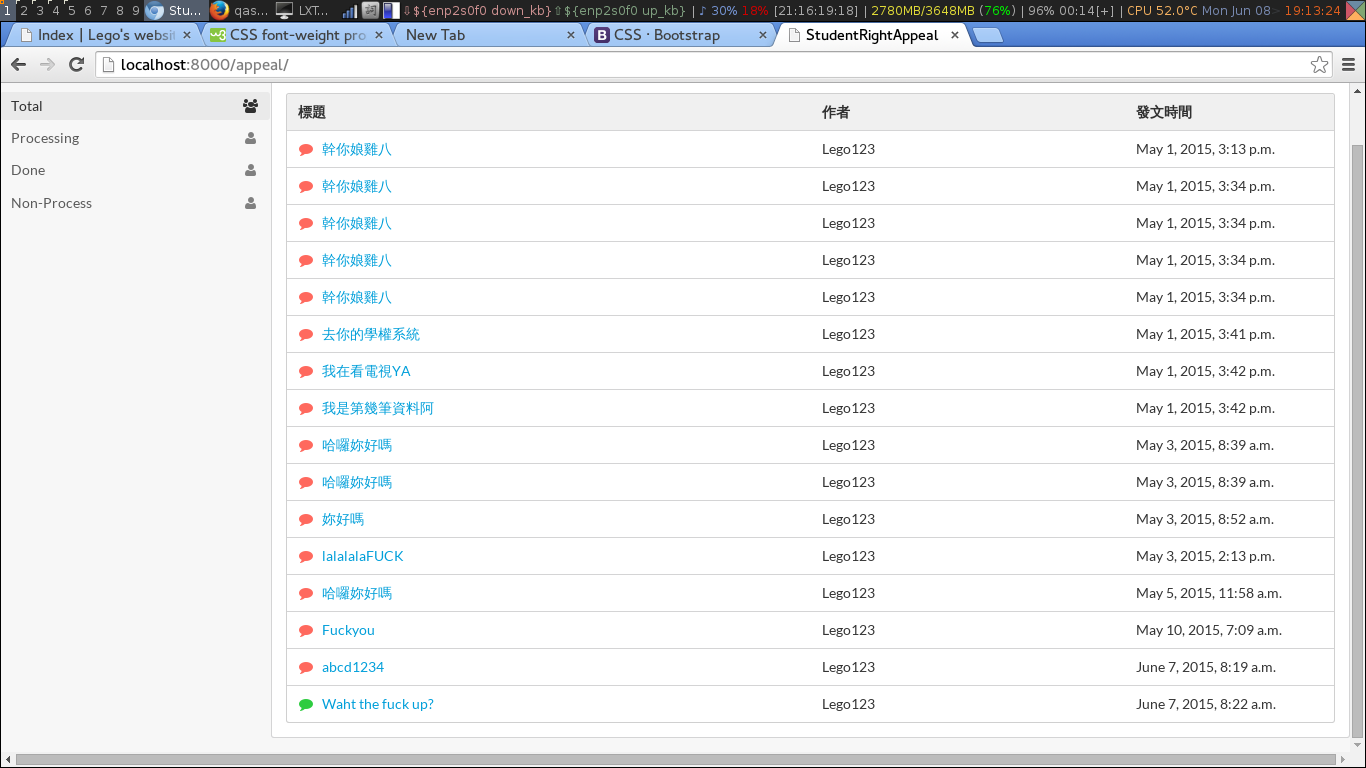 1 2 3 4 5 6 7 8 9 Stu... qas... LXT... ⇩${enp2s0f0 down_kb}⇧${enp2s0f0 up_kb} | ♪ 30% 18% [21:16:19:18] | 2780MB/3648MB (76%) | 96% 00:14[+] | CPU 52.0°C Mon Jun 08 19:13:24
Index | Lego's websi × CSS font-weight pro × New Tab × CSS · Bootstrap × StudentRightAppeal ×
localhost:8000/appeal/
Total
Processing
Done
Non-Process
標題 作者 發文時間
幹你娘雞八 Lego123 May 1, 2015, 3:13 p.m.
幹你娘雞八 Lego123 May 1, 2015, 3:34 p.m.
幹你娘雞八 Lego123 May 1, 2015, 3:34 p.m.
幹你娘雞八 Lego123 May 1, 2015, 3:34 p.m.
幹你娘雞八 Lego123 May 1, 2015, 3:34 p.m.
去你的學權系統 Lego123 May 1, 2015, 3:41 p.m.
我在看電視YA Lego123 May 1, 2015, 3:42 p.m.
我是第幾筆資料阿 Lego123 May 1, 2015, 3:42 p.m.
哈囉妳好嗎 Lego123 May 3, 2015, 8:39 a.m.
哈囉妳好嗎 Lego123 May 3, 2015, 8:39 a.m.
妳好嗎 Lego123 May 3, 2015, 8:52 a.m.
lalalalaFUCK Lego123 May 3, 2015, 2:13 p.m.
哈囉妳好嗎 Lego123 May 5, 2015, 11:58 a.m.
Fuckyou Lego123 May 10, 2015, 7:09 a.m.
abcd1234 Lego123 June 7, 2015, 8:19 a.m.
Waht the fuck up? Lego123 June 7, 2015, 8:22 a.m.